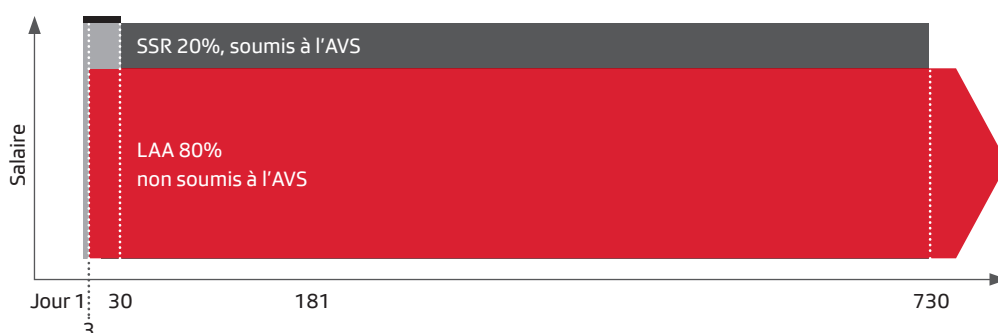 SSR 20%, soumis à l'AVS
LAA 80%
non soumis à l'AVS
Salaire
Jour 1 30 181 730
3